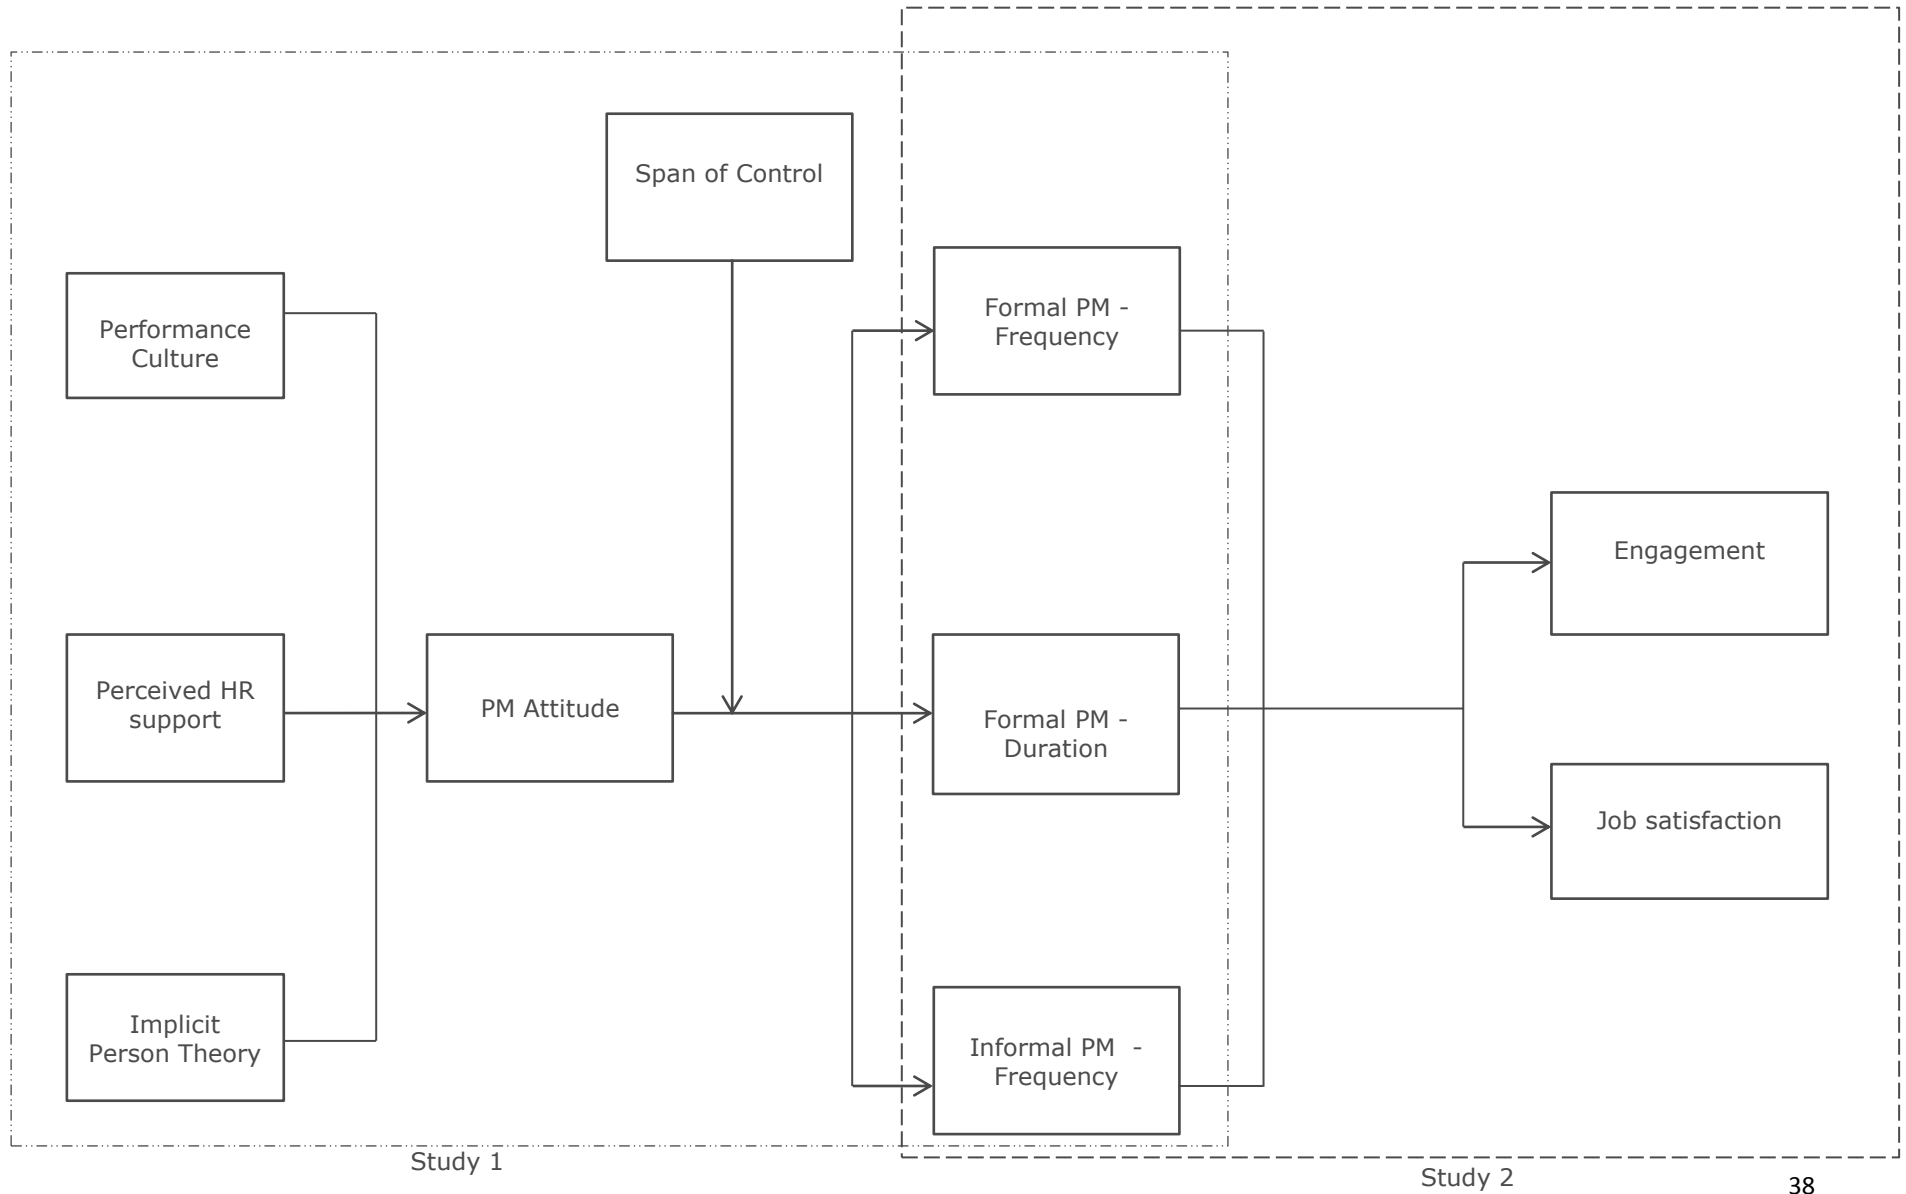 Span of Control
Performance
Culture
Formal PM -
Frequency
Engagement
Perceived HR
support
PM Attitude
Formal PM -
Duration
Job satisfaction
Implicit
Person Theory
Informal PM  -
Frequency
Study 1
Study 2
38